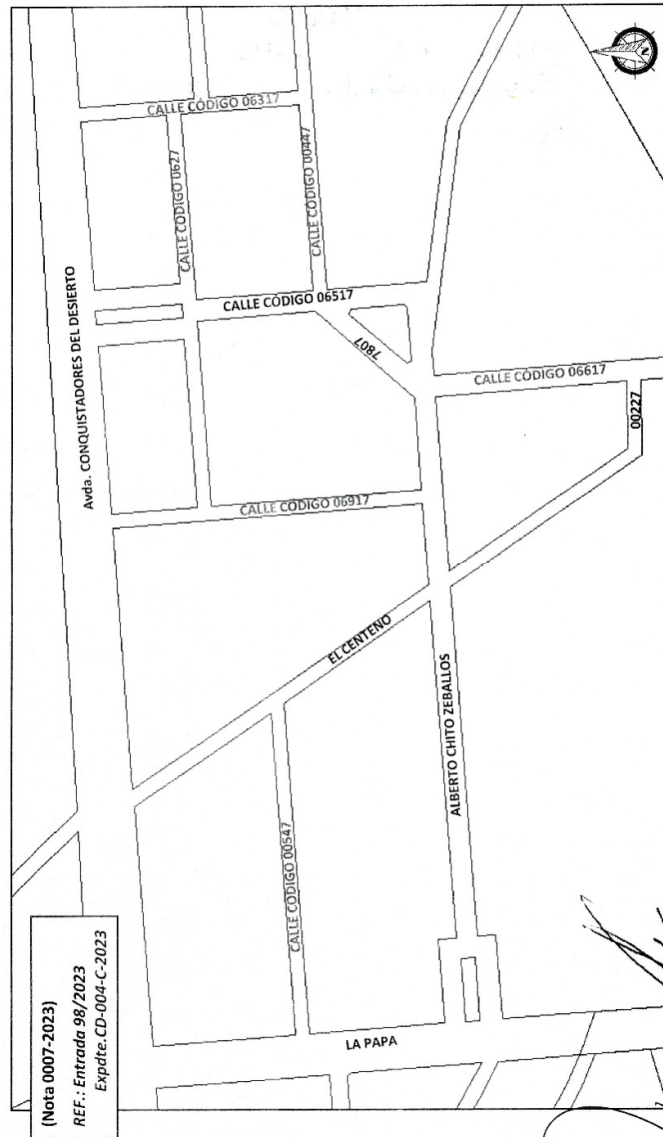 (Nota 0007-2023)
REF.: Entrada 98/2023
Expdte.CD-004-C-2023
Avda. CONQUISTADORES DEL DESIERTO
CALLE CÓDIGO 06317
CALLE CÓDIGO 0627
CALLE CÓDIGO 00447
CALLE CÓDIGO 06517
7807
CALLE CÓDIGO 06617
00227
CALLE CÓDIGO 06917
EL CENTENO
ALBERTO CHITO ZEBALLOS
CALLE CÓDIGO 00547
LA PAPA
N